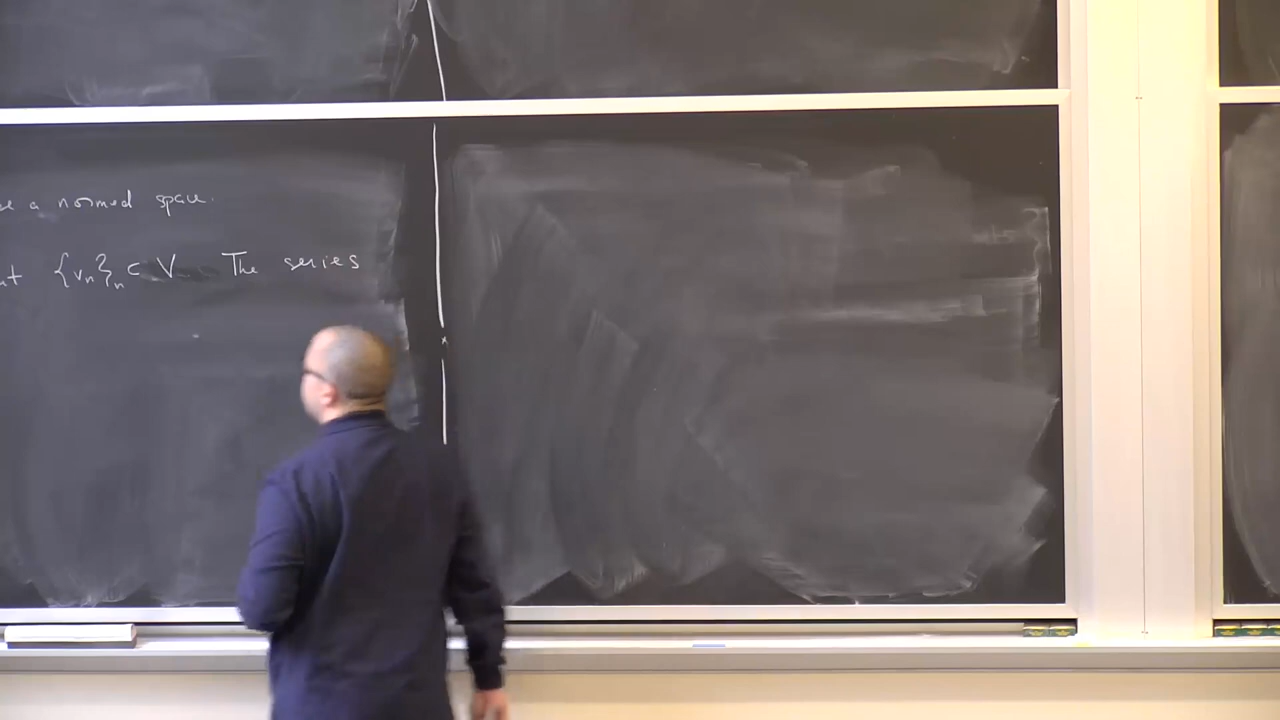 a normed space.
{vₙ}ₙ ⊂ V The series